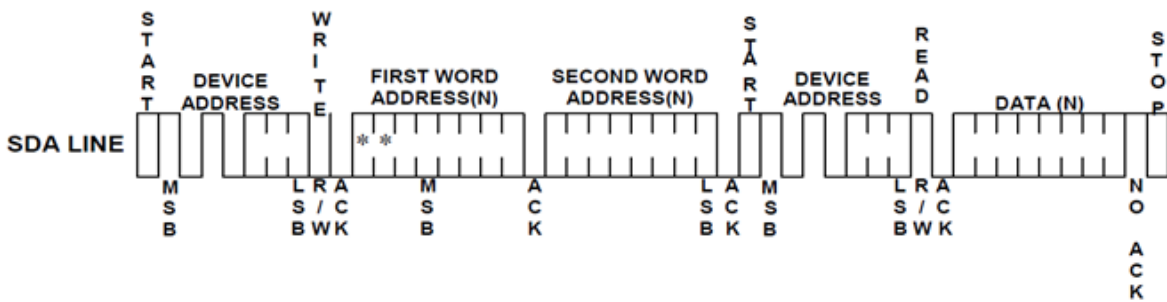 START
WRITE
START
READ
STOP
DEVICE
ADDRESS
FIRST WORD
ADDRESS(N)
SECOND WORD
ADDRESS(N)
DEVICE
ADDRESS
DATA (N)
SDA LINE
* *
MSB
LSB
R/W
ACK
MSB
ACK
LSB
ACK
MSB
LSB
R/W
ACK
NO ACK